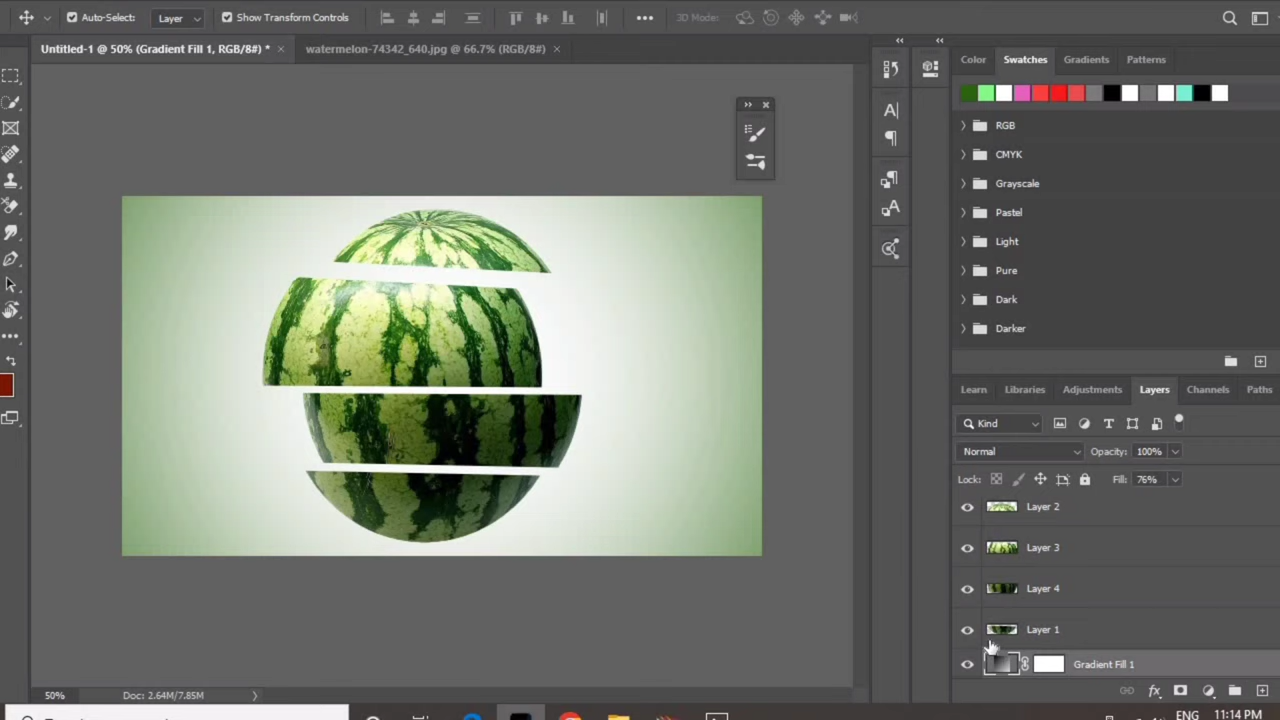 Auto-Select: Layer Show Transform Controls 3D Mode:
Untitled-1 @ 50% (Gradient Fill 1, RGB/8#) * × watermelon-74342_640.jpg @ 66.7% (RGB/8#) ×
Color Swatches Gradients Patterns
RGB
CMYK
Grayscale
Pastel
Light
Pure
Dark
Darker
Learn Libraries Adjustments Layers Channels Paths
Kind
Normal Opacity: 100%
Lock: Fill: 76%
Layer 2
Layer 3
Layer 4
Layer 1
Gradient Fill 1
50% Doc: 2.64M/7.85M
ENG 11:14 PM